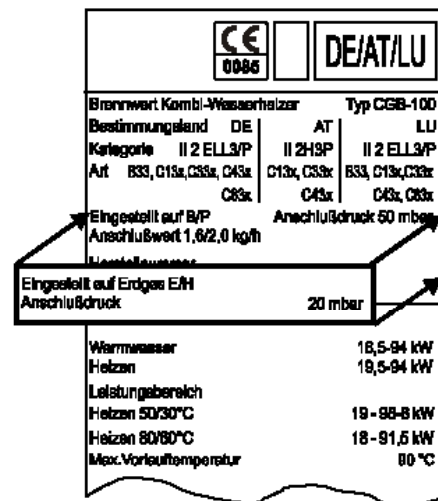 CE
0085
DE/AT/LU
Brennwert Kombi-Wasserheizer Typ CGB-100
Bestimmungsland DE AT LU
Kategorie II 2 ELL3/P II 2H3P II 2 ELL3/P
Art B33, C13x,C33x, C43x C13x, C33x B33, C13x,C33x
C63x C43x C43x, C63x
Eingestellt auf B/P Anschlußdruck 50 mbar
Anschlußwert 1,6/2,0 kg/h
Herstellnummer
Eingestellt auf Erdgas E/H
Anschlußdruck 20 mbar
Warmwasser 18,5-94 kW
Heizen 19,5-94 kW
Leistungsbereich
Heizen 50/30°C 19 - 98-8 kW
Heizen 80/60°C 18 - 91,5 kW
Max.Vorlauftemperatur 90 °C